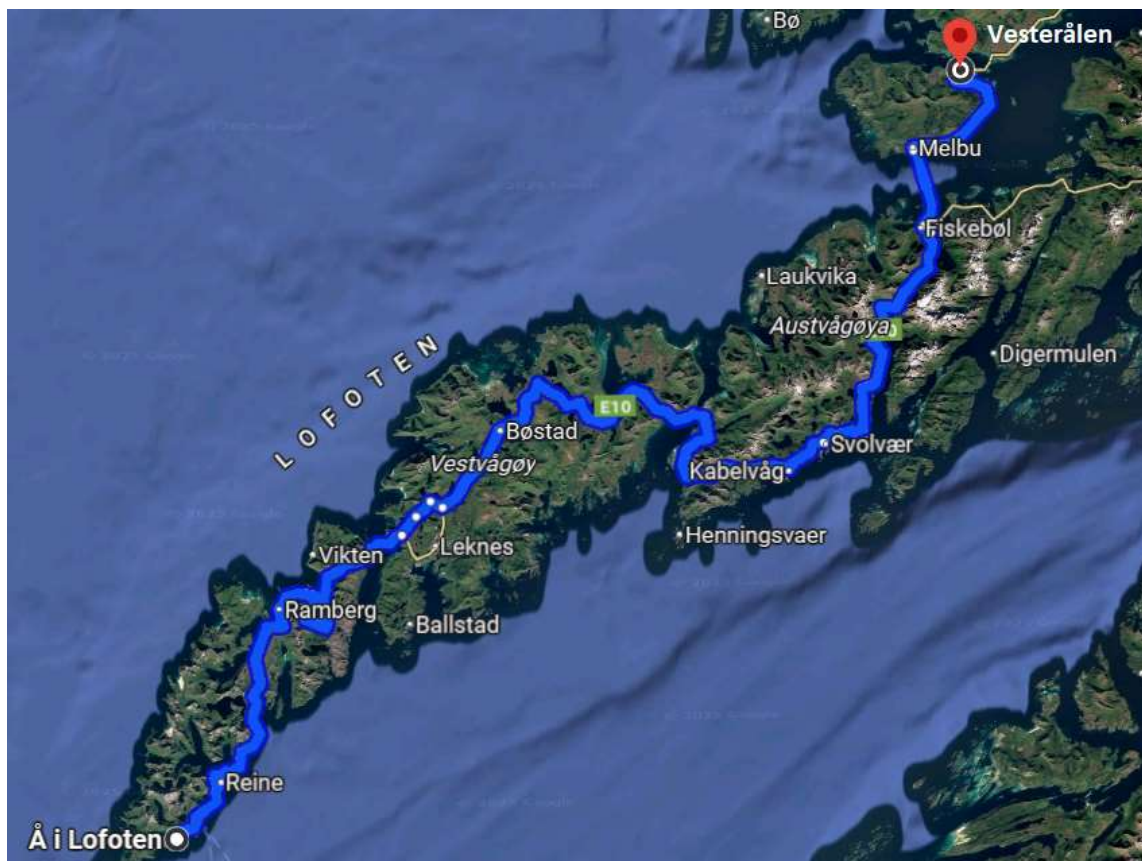 Bø
Vesterålen
Melbu
Fiskebøl
Laukvika
Austvågøya
Digermulen
LOFOTEN
E10
Bøstad
Svolvær
Vestvågøy
Kabelvåg
Henningsvaer
Leknes
Vikten
Ramberg
Ballstad
Reine
Å i Lofoten